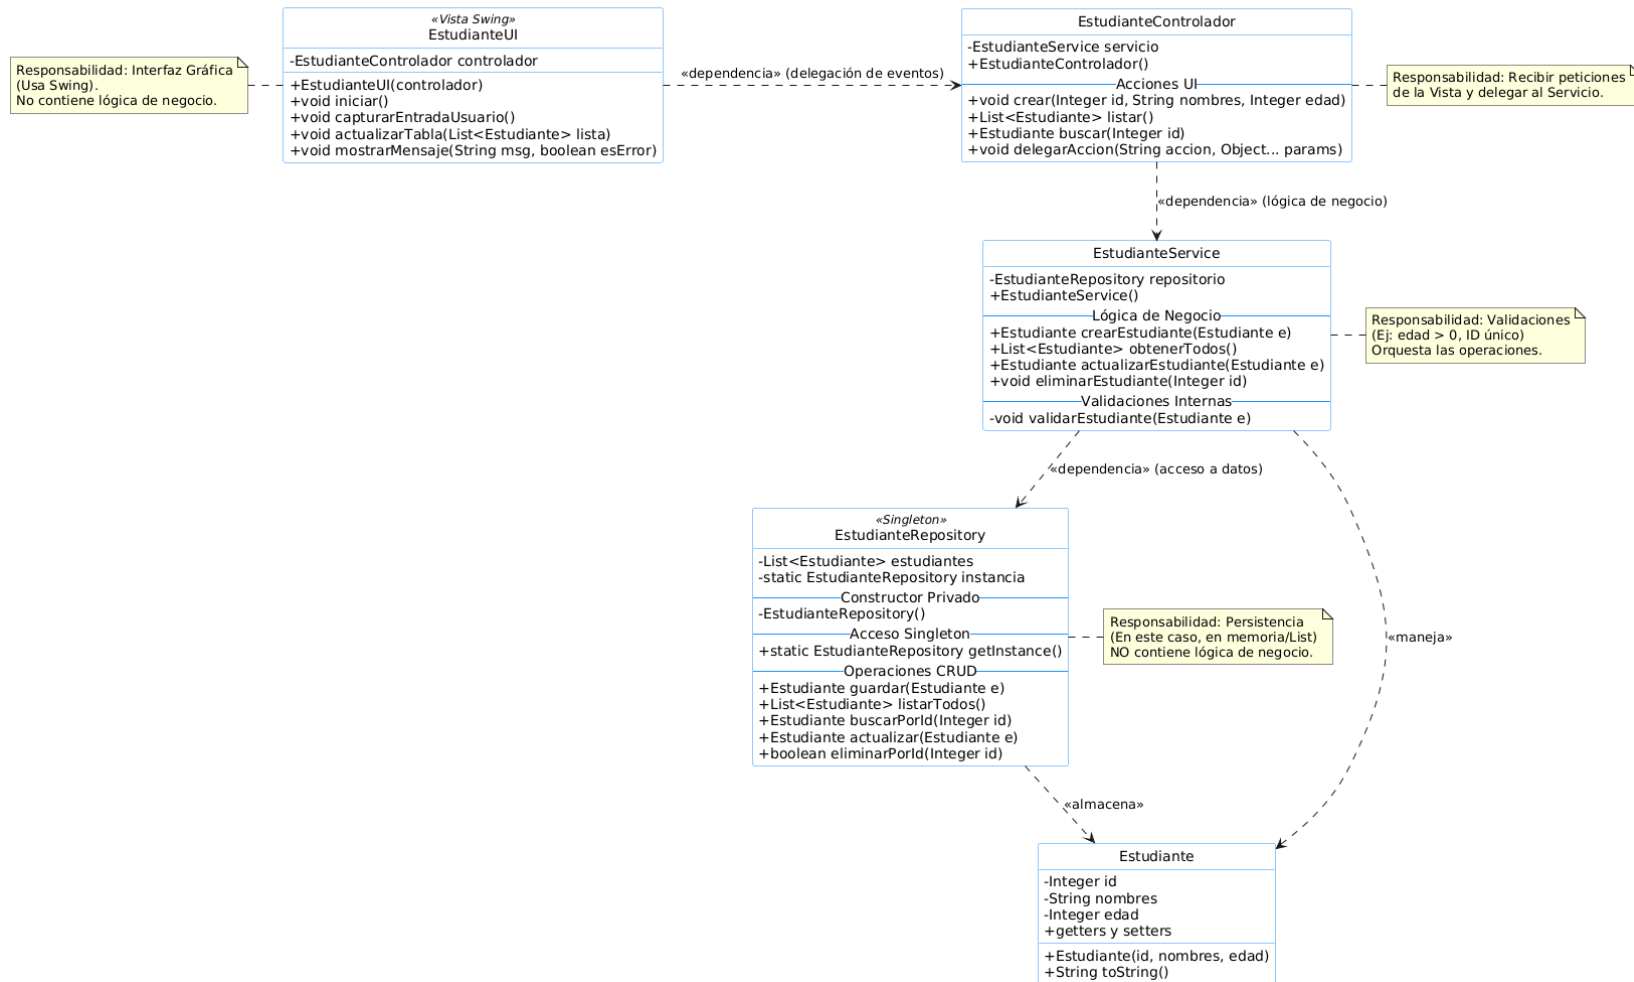 «Vista Swing»
EstudianteUI
-EstudianteControlador controlador
+EstudianteUI(controlador)
+void iniciar()
+void capturarEntradaUsuario()
+void actualizarTabla(List<Estudiante> lista)
+void mostrarMensaje(String msg, boolean esError)
Responsabilidad: Interfaz Gráfica
(Usa Swing).
No contiene lógica de negocio.
«dependencia» (delegación de eventos)
EstudianteControlador
-EstudianteService servicio
+EstudianteControlador()
Acciones UI
+void crear(Integer id, String nombres, Integer edad)
+List<Estudiante> listar()
+Estudiante buscar(Integer id)
+void delegarAccion(String accion, Object... params)
Responsabilidad: Recibir peticiones
de la Vista y delegar al Servicio.
«dependencia» (lógica de negocio)
EstudianteService
-EstudianteRepository repositorio
+EstudianteService()
Lógica de Negocio
+Estudiante crearEstudiante(Estudiante e)
+List<Estudiante> obtenerTodos()
+Estudiante actualizarEstudiante(Estudiante e)
+void eliminarEstudiante(Integer id)
Validaciones Internas
-void validarEstudiante(Estudiante e)
Responsabilidad: Validaciones
(Ej: edad > 0, ID único)
Orquesta las operaciones.
«dependencia» (acceso a datos)
«Singleton»
EstudianteRepository
-List<Estudiante> estudiantes
-static EstudianteRepository instancia
Constructor Privado
-EstudianteRepository()
Acceso Singleton
+static EstudianteRepository getInstance()
Operaciones CRUD
+Estudiante guardar(Estudiante e)
+List<Estudiante> listarTodos()
+Estudiante buscarPorId(Integer id)
+Estudiante actualizar(Estudiante e)
+boolean eliminarPorId(Integer id)
Responsabilidad: Persistencia
(En este caso, en memoria/List)
NO contiene lógica de negocio.
«maneja»
«almacena»
Estudiante
-Integer id
-String nombres
-Integer edad
+getters y setters
+Estudiante(id, nombres, edad)
+String toString()